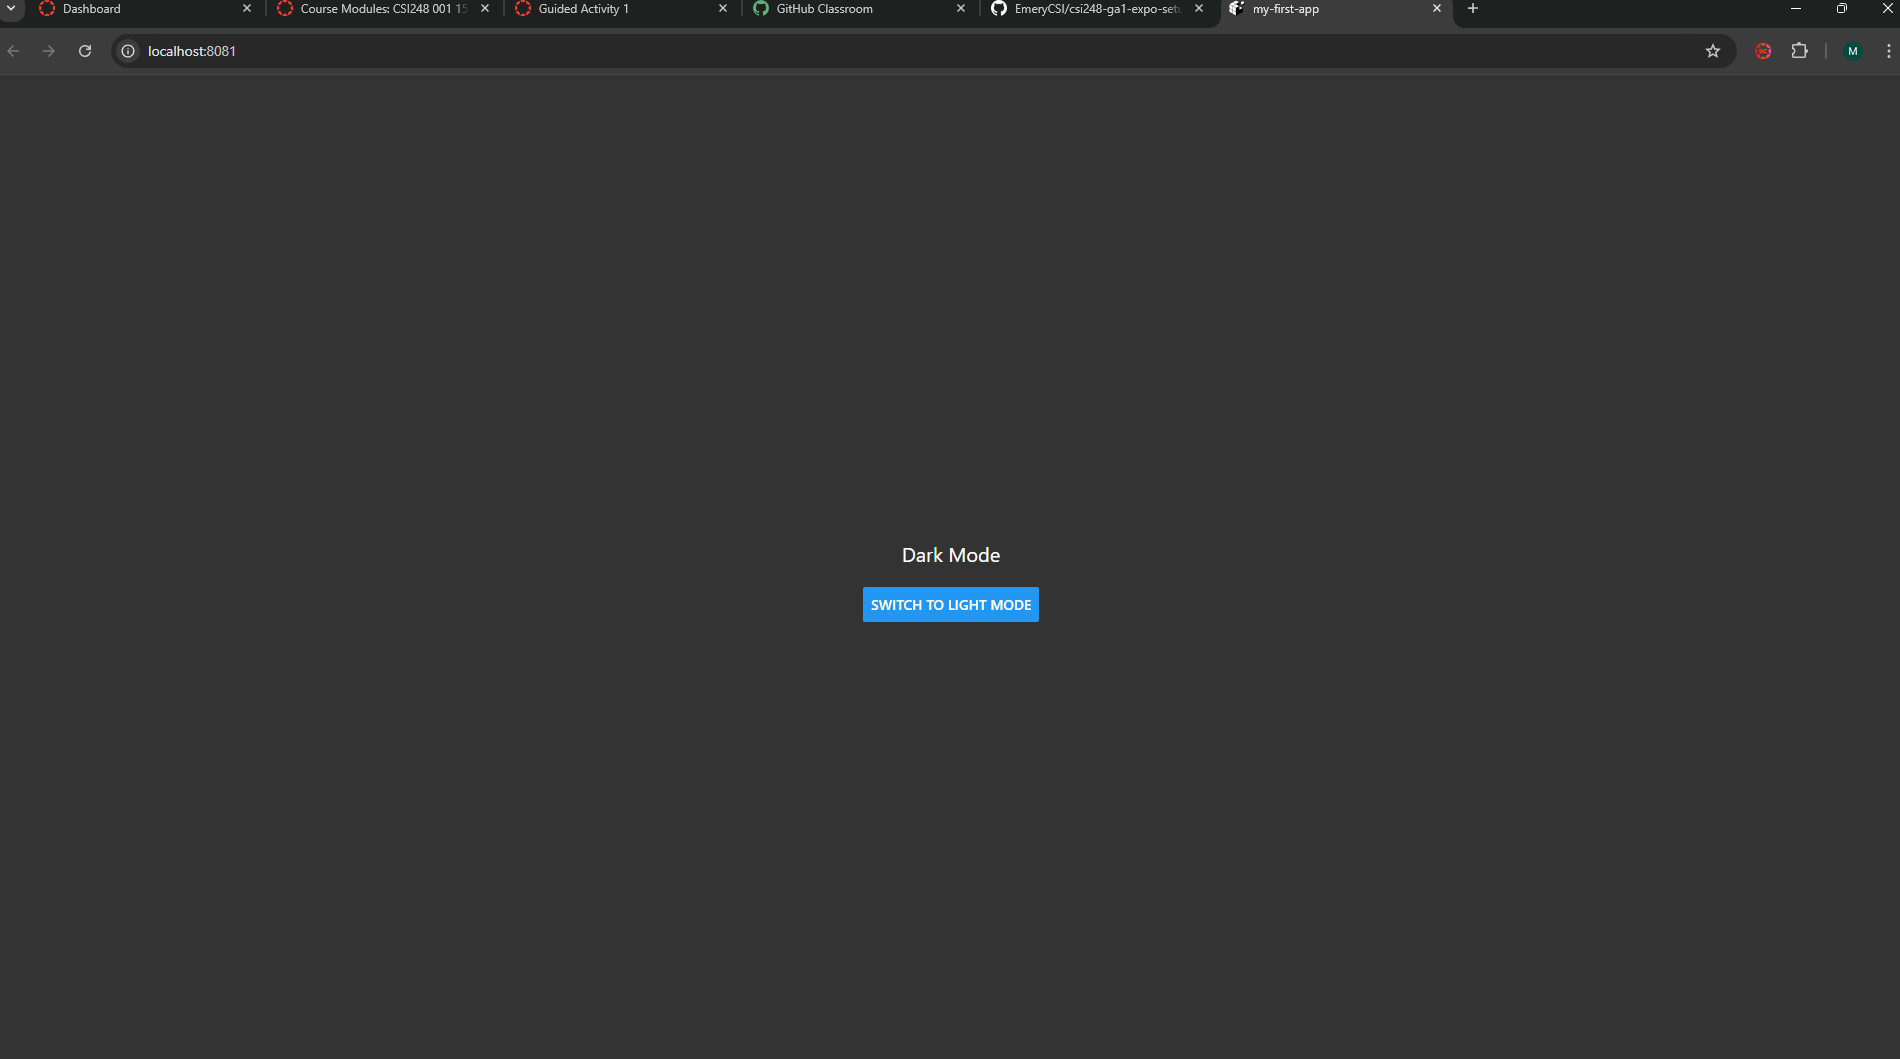 Dashboard
Course Modules: CSI248 001 15
Guided Activity 1
GitHub Classroom
EmeryCSI/csi248-ga1-expo-setu
my-first-app
localhost:8081
M
Dark Mode
SWITCH TO LIGHT MODE